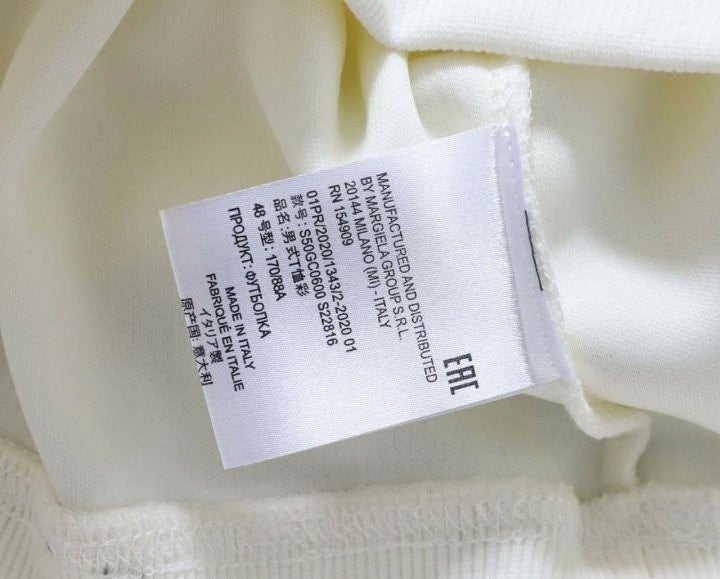 MANUFACTURED AND DISTRIBUTED
BY MARGIELA GROUP S.R.L.
20144 MILANO (MI) - ITALY
RN 154909
01PR/2020/1343/2-2020 01
款号: S50GC0600 S22816
品名: 男式T恤彩
48 号型: 170/88A
ПРОДУКТ: ФУТБОЛКА
MADE IN ITALY
FABRIQUÉ EN ITALIE
イタリア製
原产国: 意大利
EAC